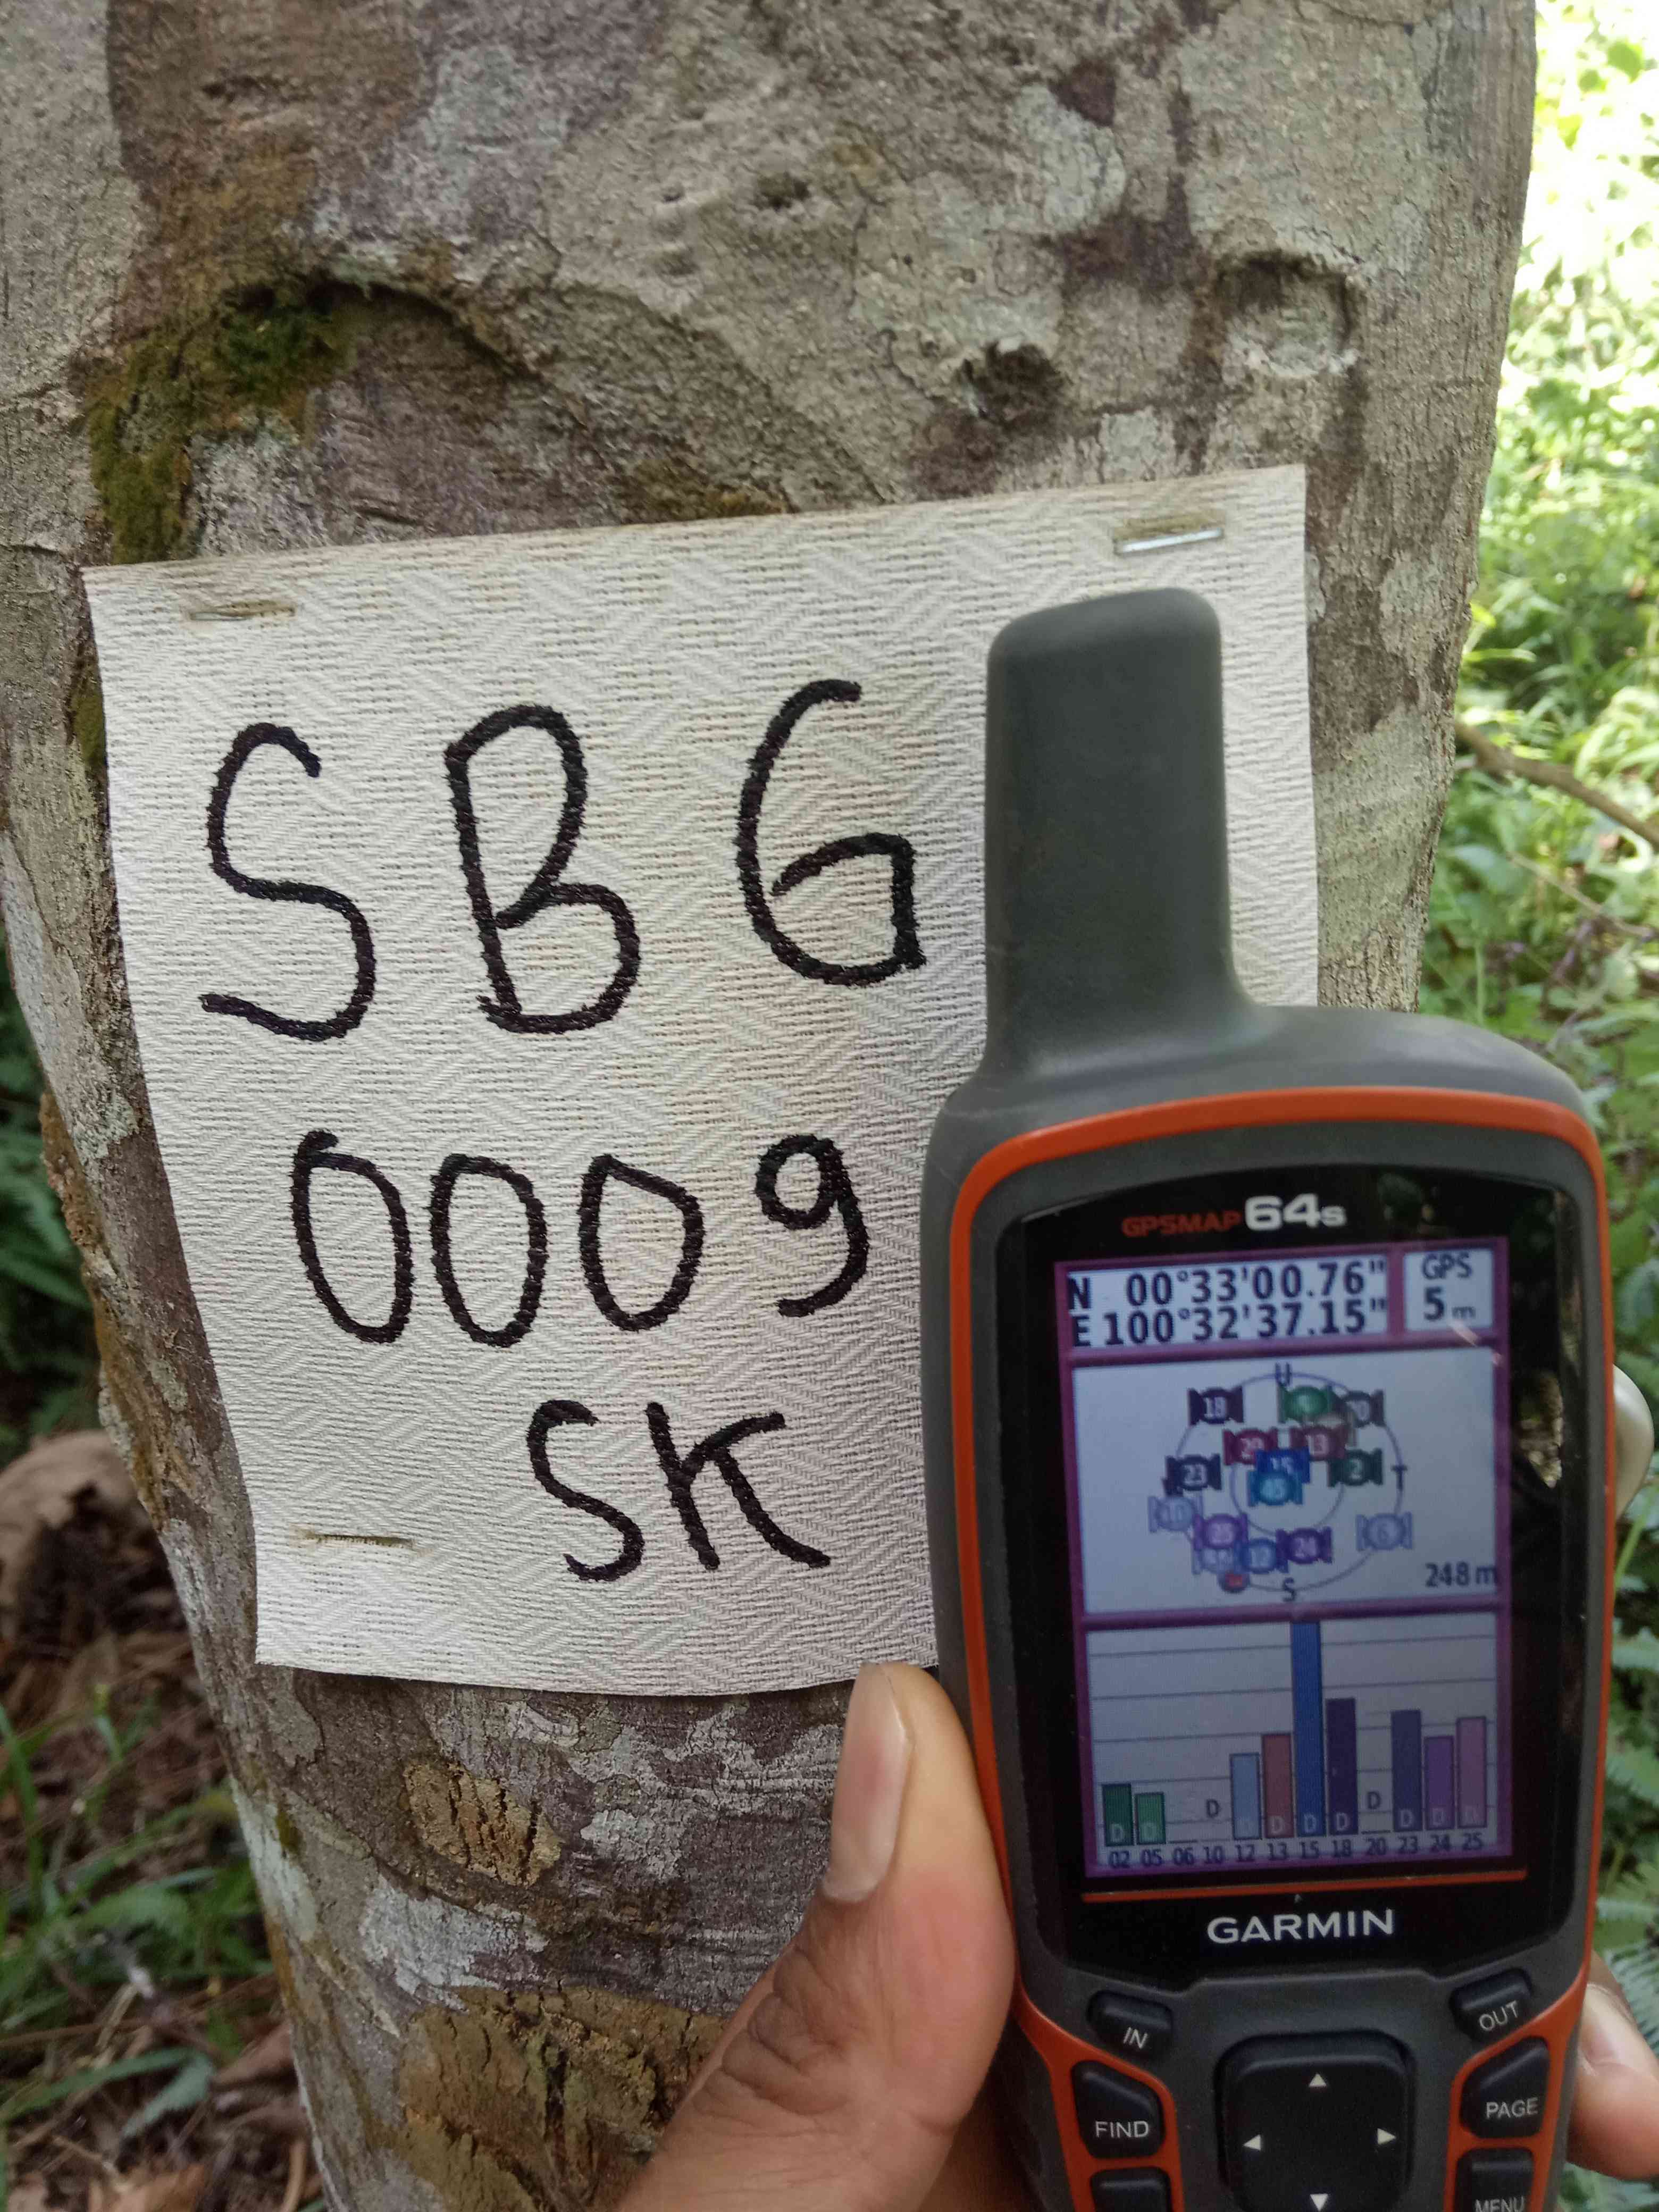 SBG
0009
SK
GPSMAP 64s
N 00°33'00.76"
E 100°32'37.15"
GPS
5 m
U
18
20
29
13
15
23
2
T
10
25
12
24
6
S
248 m
D D D D D D D D D D D
02 05 06 10 12 13 15 18 20 23 24 25
GARMIN
IN
OUT
FIND
PAGE
MENU